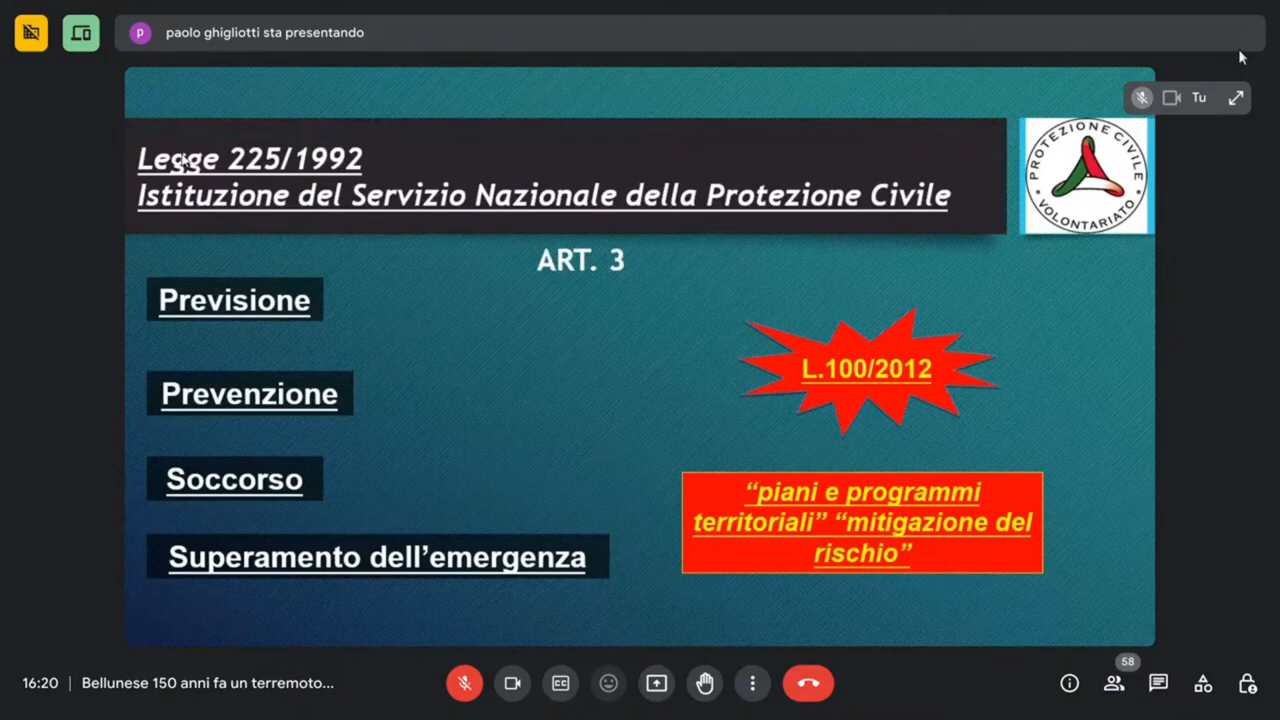 p paolo ghigliotti sta presentando
Tu
Legge 225/1992
Istituzione del Servizio Nazionale della Protezione Civile
PROTEZIONE CIVILE
VOLONTARIATO
ART. 3
Previsione
L.100/2012
Prevenzione
Soccorso
“piani e programmi
territoriali” “mitigazione del
rischio”
Superamento dell’emergenza
58
16:20 | Bellunese 150 anni fa un terremoto...
CC